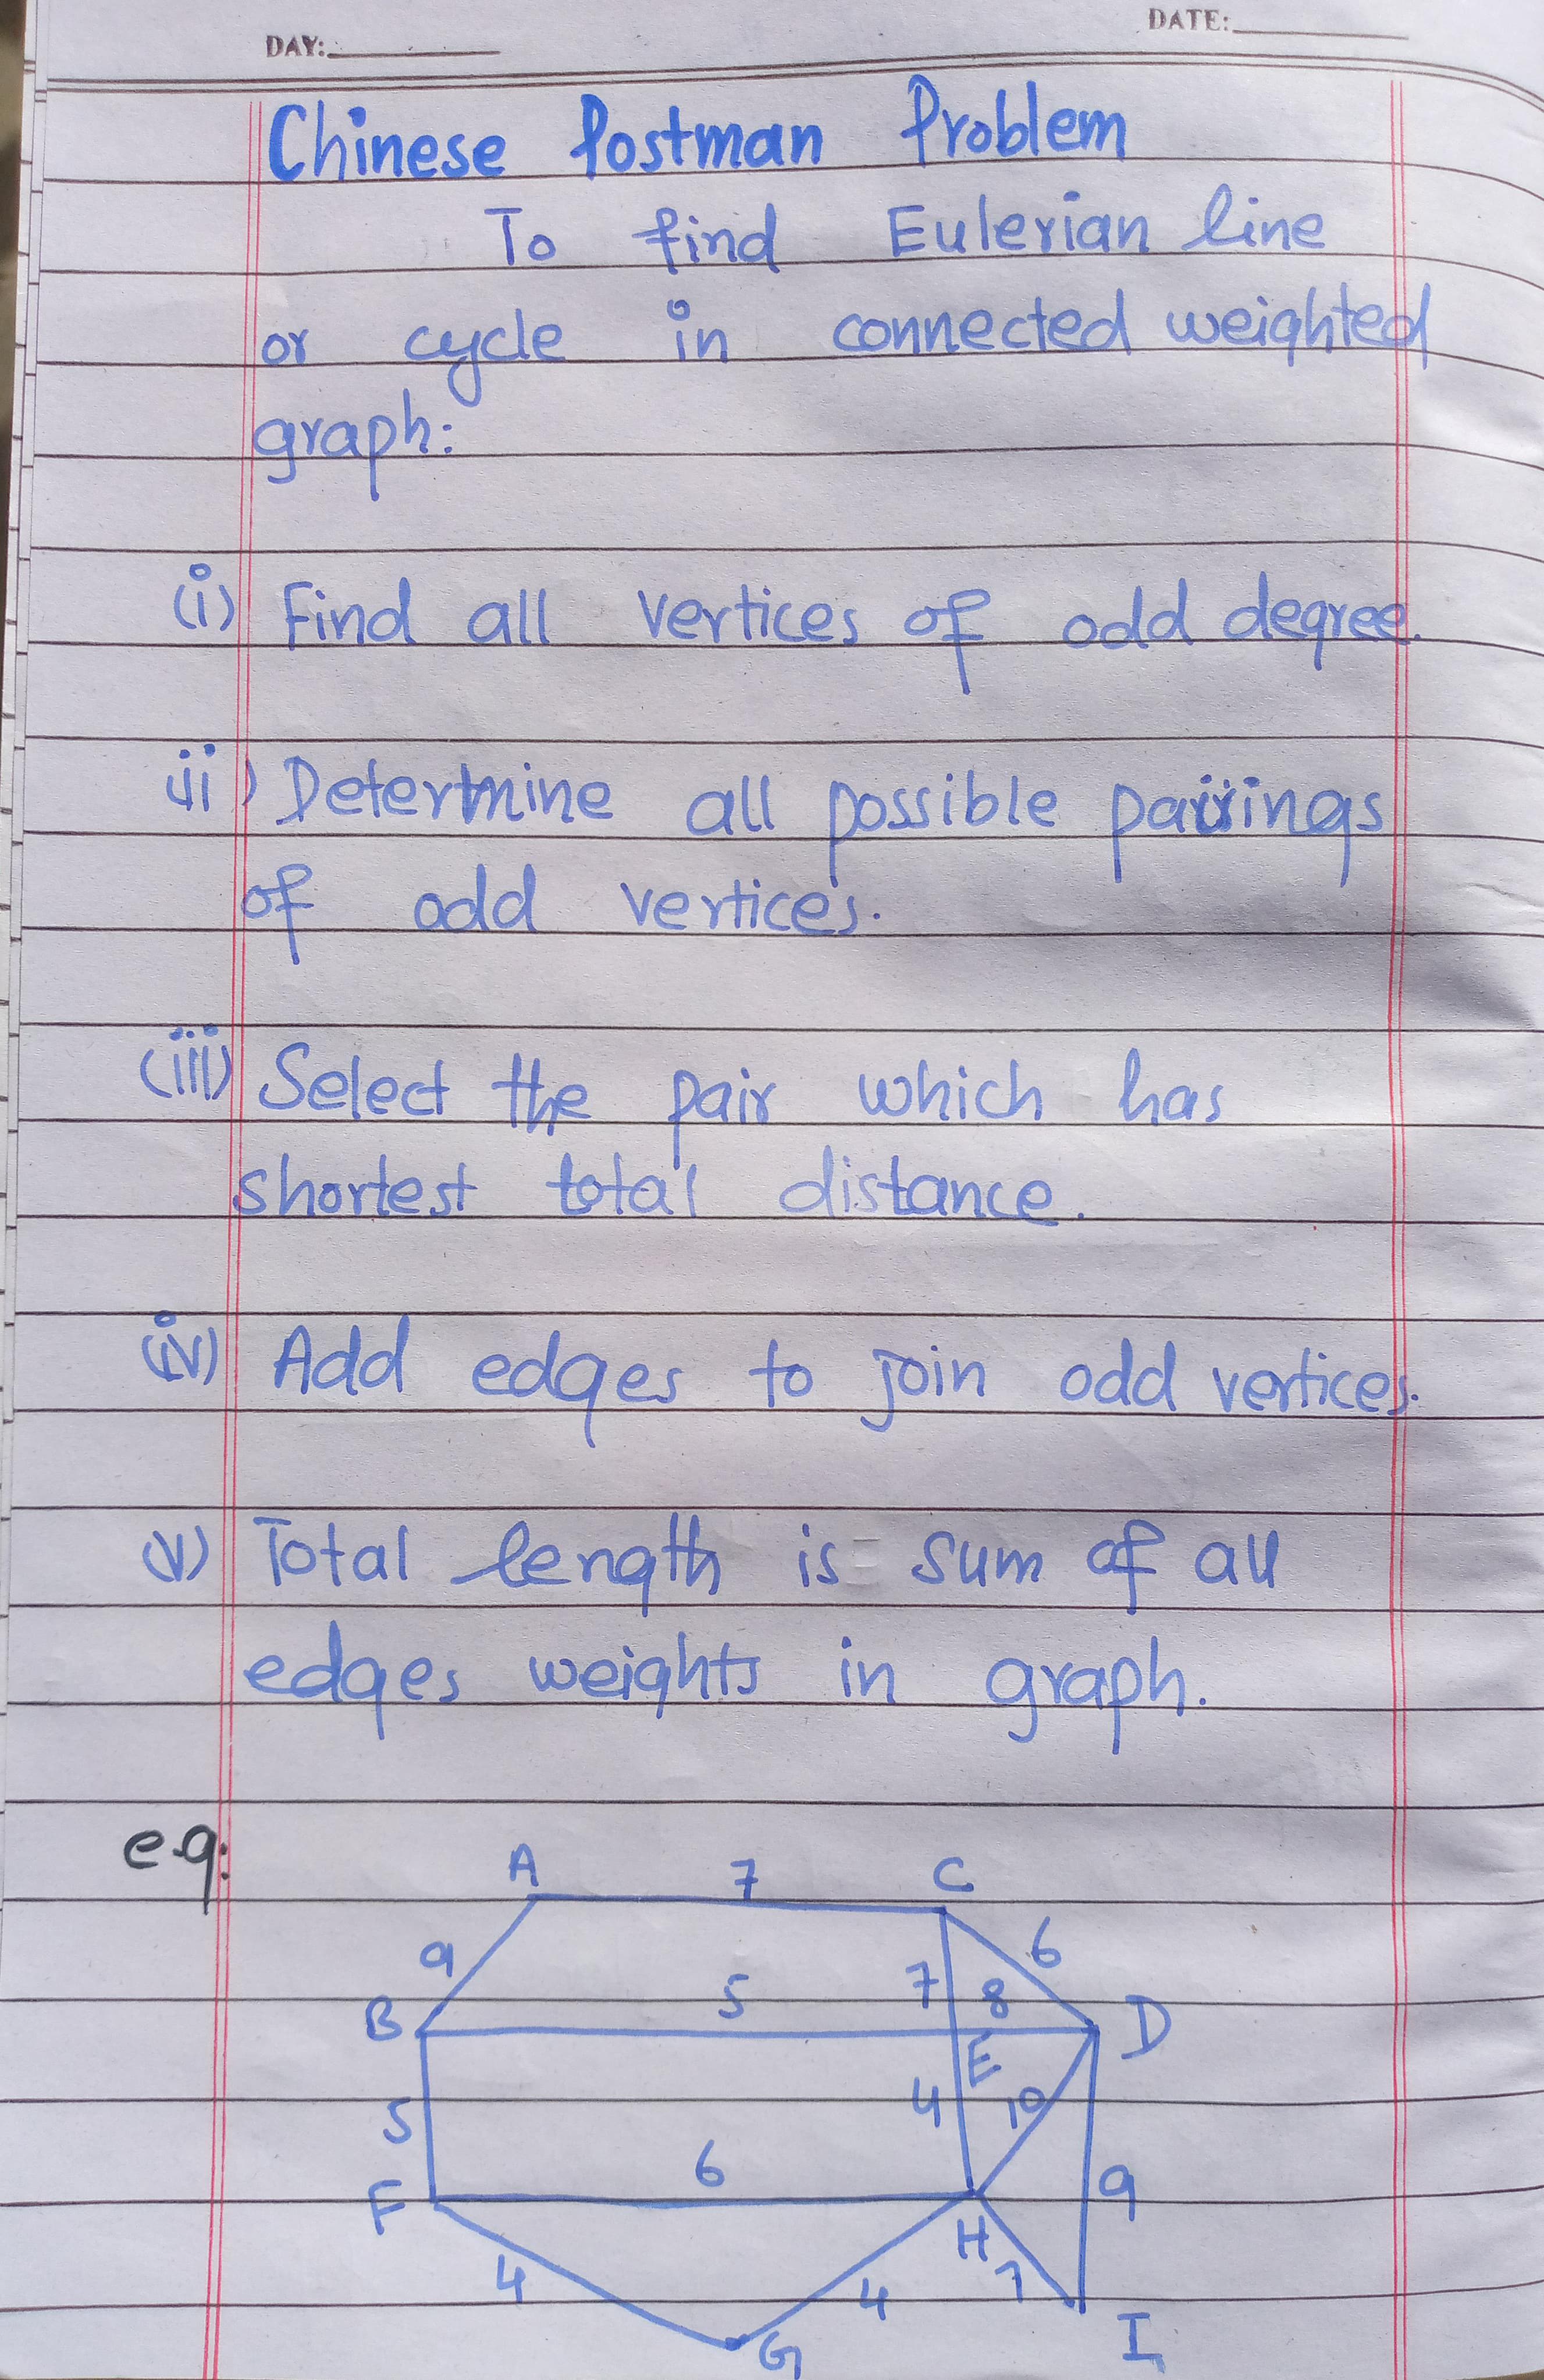 DAY:
DATE:
Chinese Postman Problem
To find Eulerian line
or cycle in connected weighted
graph:
(i) Find all vertices of odd degree.
ii) Determine all possible pairings
of odd vertices.
(iii) Select the pair which has
shortest total distance.
(iv) Add edges to join odd vertices.
(v) Total length is sum of all
edges weights in graph.
e.g:
A 7 C
9 6
5 7 8
B D
E
5 4 10
6 9
F H
4 4 7
G I